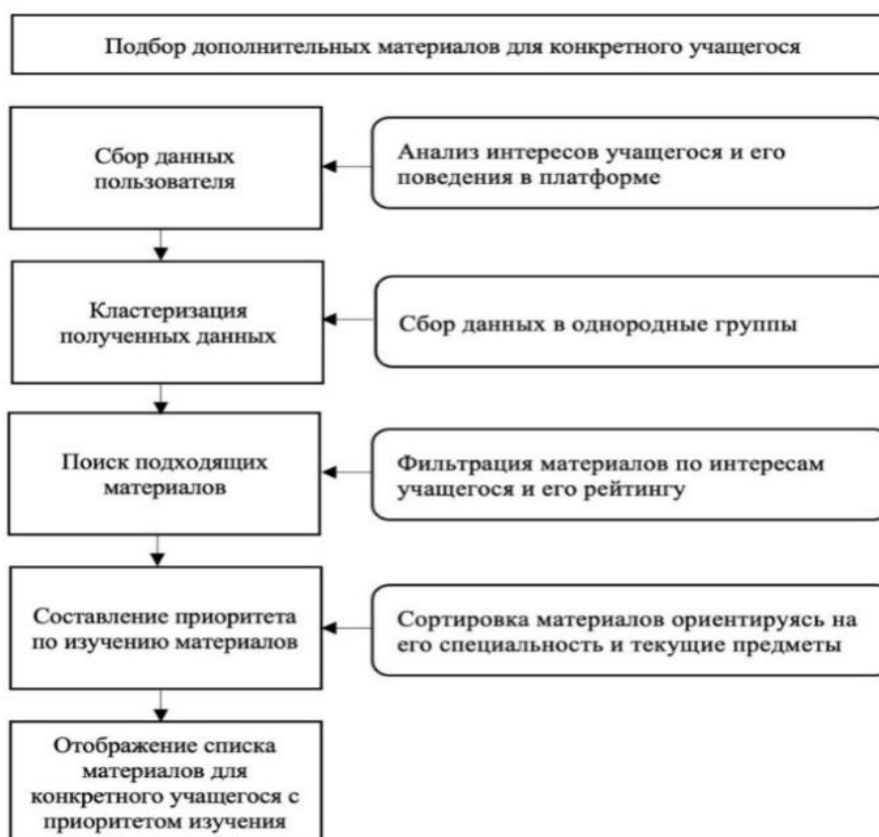 Подбор дополнительных материалов для конкретного учащегося
Сбор данных
пользователя
Анализ интересов учащегося и его
поведения в платформе
Кластеризация
полученных данных
Сбор данных в однородные группы
Поиск подходящих
материалов
Фильтрация материалов по интересам
учащегося и его рейтингу
Составление приоритета
по изучению материалов
Сортировка материалов ориентируясь на
его специальность и текущие предметы
Отображение списка
материалов для
конкретного учащегося с
приоритетом изучения